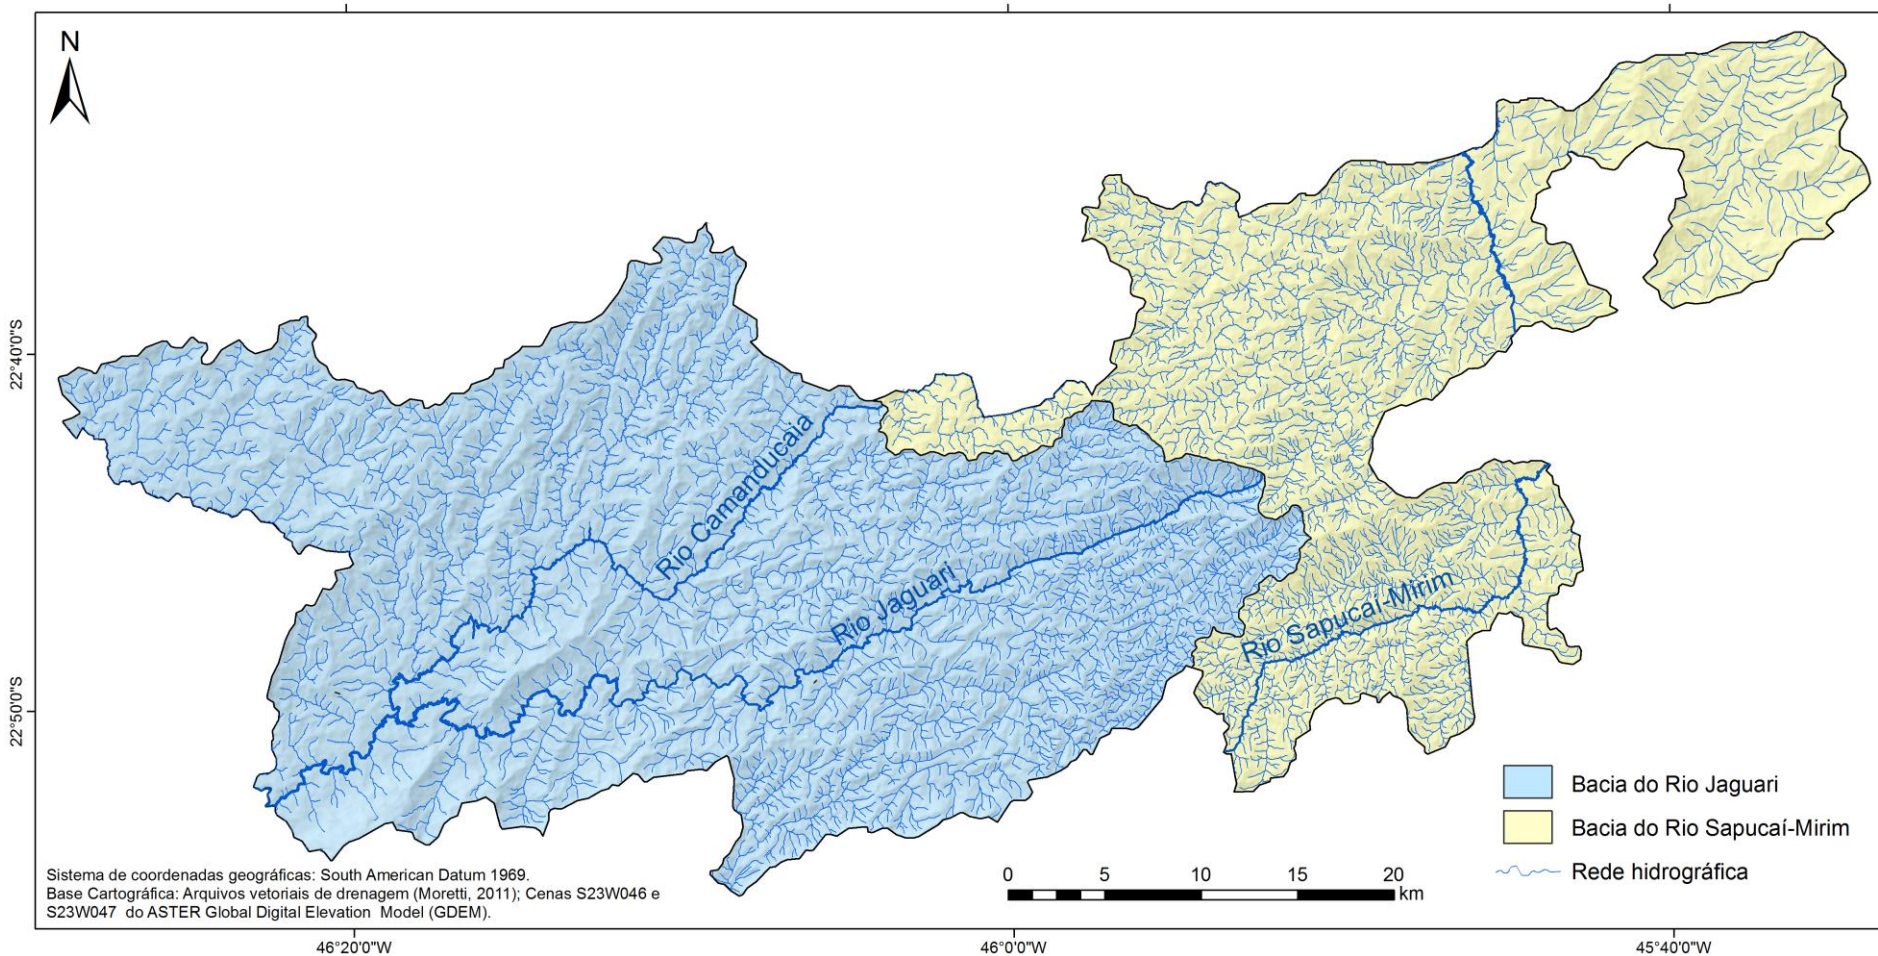 N
22°40'0"S
Rio Camanducaia
Rio Jaguari
Rio Sapucaí-Mirim
22°50'0"S
Bacia do Rio Jaguari
Bacia do Rio Sapucaí-Mirim
Rede hidrográfica
0 5 10 15 20
km
Sistema de coordenadas geográficas: South American Datum 1969.
Base Cartográfica: Arquivos vetoriais de drenagem (Moretti, 2011); Cenas S23W046 e
S23W047 do ASTER Global Digital Elevation Model (GDEM).
46°20'0"W 46°0'0"W 45°40'0"W